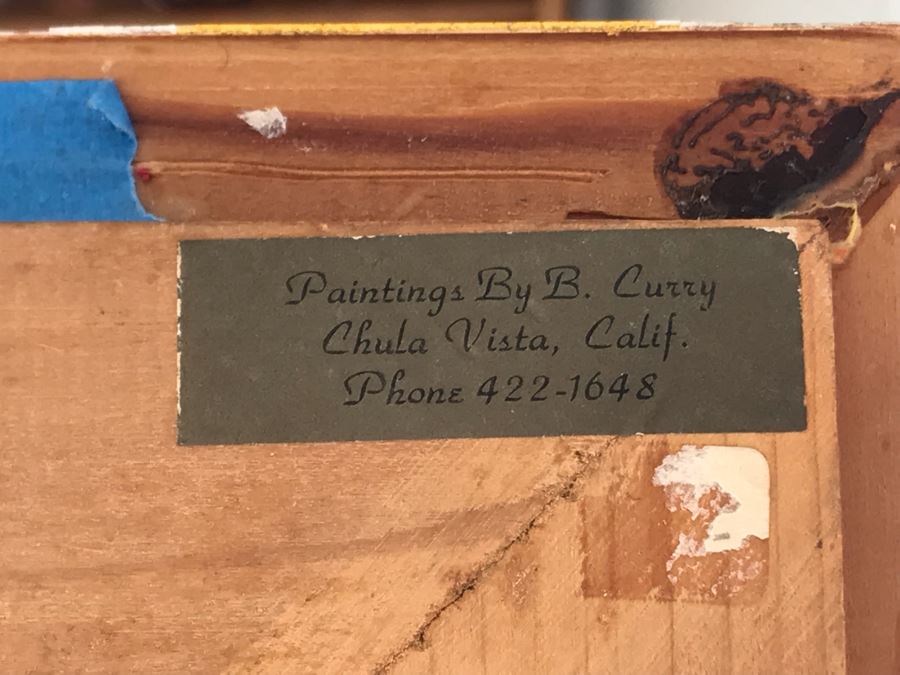 Paintings By B. Curry
Chula Vista, Calif.
Phone 422-1648